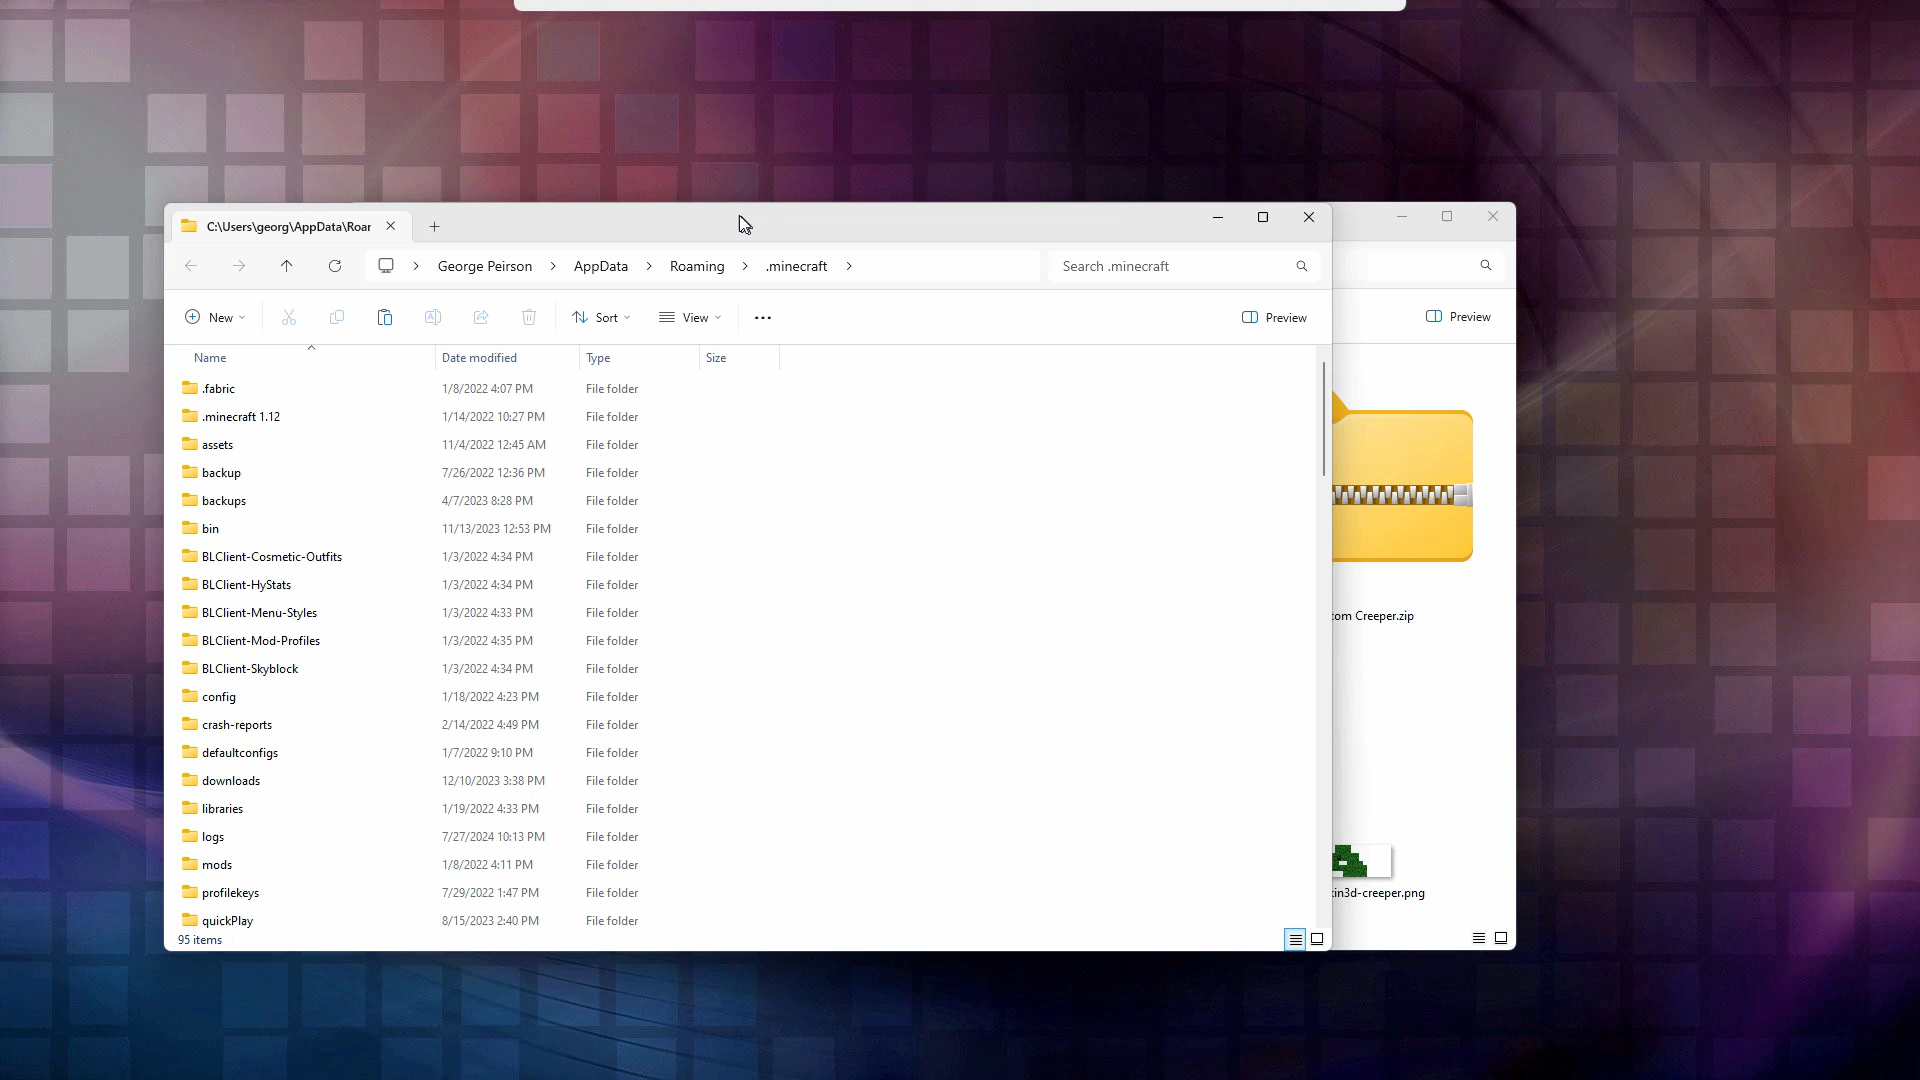 C:\Users\georg\AppData\Roar
George Peirson > AppData > Roaming > .minecraft >
Search .minecraft
New
Sort
View
Preview
Preview
Name Date modified Type Size
.fabric 1/8/2022 4:07 PM File folder
.minecraft 1.12 1/14/2022 10:27 PM File folder
assets 11/4/2022 12:45 AM File folder
backup 7/26/2022 12:36 PM File folder
backups 4/7/2023 8:28 PM File folder
bin 11/13/2023 12:53 PM File folder
BLClient-Cosmetic-Outfits 1/3/2022 4:34 PM File folder
BLClient-HyStats 1/3/2022 4:34 PM File folder
BLClient-Menu-Styles 1/3/2022 4:33 PM File folder
BLClient-Mod-Profiles 1/3/2022 4:35 PM File folder
BLClient-Skyblock 1/3/2022 4:34 PM File folder
config 1/18/2022 4:23 PM File folder
crash-reports 2/14/2022 4:49 PM File folder
defaultconfigs 1/7/2022 9:10 PM File folder
downloads 12/10/2023 3:38 PM File folder
libraries 1/19/2022 4:33 PM File folder
logs 7/27/2024 10:13 PM File folder
mods 1/8/2022 4:11 PM File folder
profilekeys 7/29/2022 1:47 PM File folder
quickPlay 8/15/2023 2:40 PM File folder
95 items
tom Creeper.zip
in3d-creeper.png